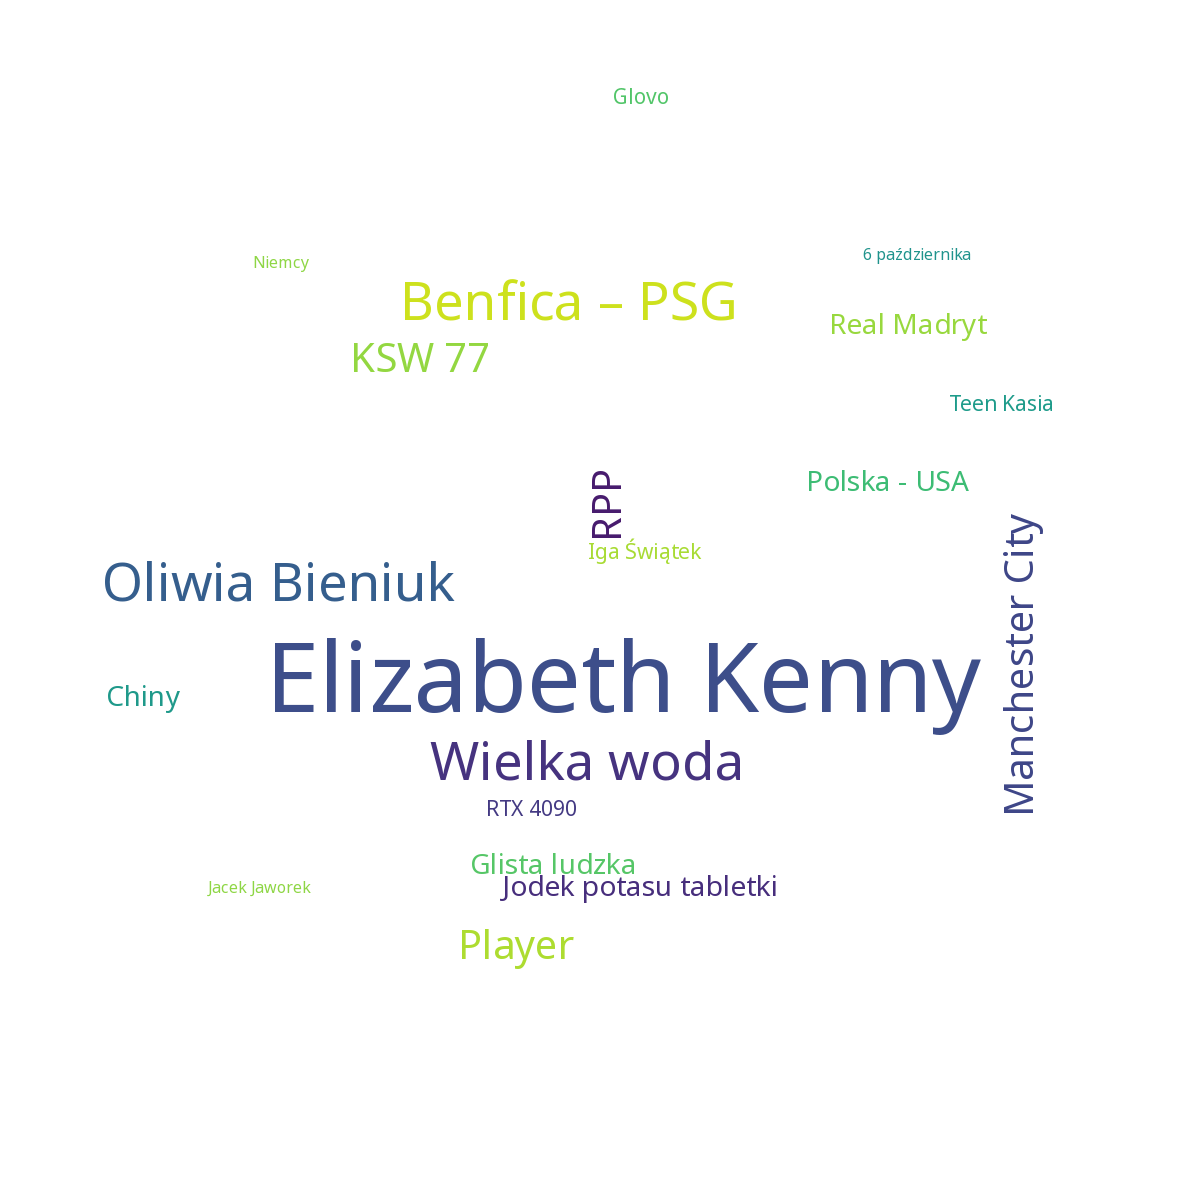 Glovo
Niemcy
6 października
Benfica – PSG
Real Madryt
KSW 77
Teen Kasia
RPP
Polska - USA
Iga Świątek
Oliwia Bieniuk
Manchester City
Elizabeth Kenny
Chiny
Wielka woda
RTX 4090
Glista ludzka
Jodek potasu tabletki
Jacek Jaworek
Player